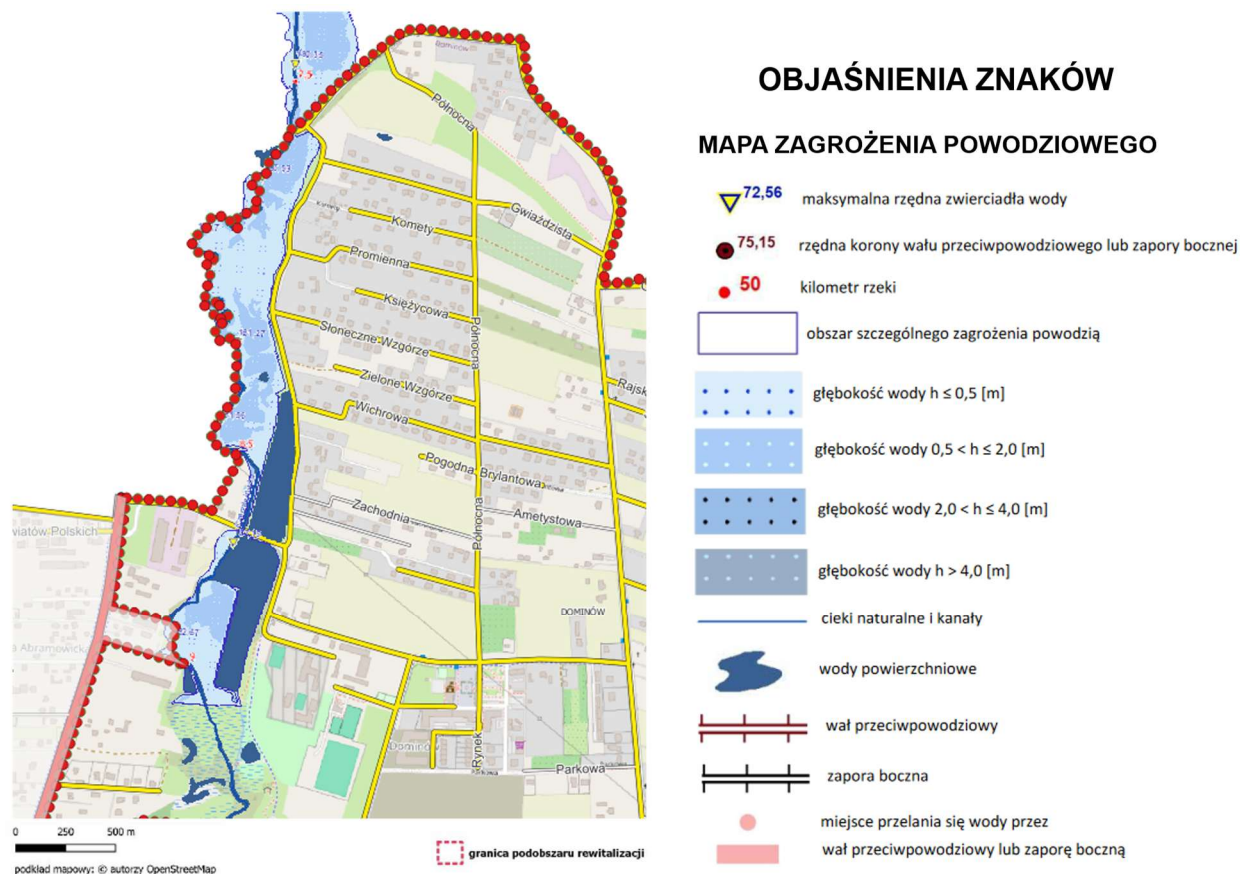 Dominów
Północna
Gwiaździsta
Komety
Promienna
Księżycowa
Północna
Słoneczne Wzgórze
Zielone Wzgórze
Rajsk
Wichrowa
Pogodna
Brylantowa
Zachodnia
Ametystowa
Północna
wiatów Polskich
a Abramowicka
DOMINÓW
Dominów
Rynek
Parkowa
0 250 500 m
podkład mapowy: © autorzy OpenStreetMap
granica podobszaru rewitalizacji
OBJAŚNIENIA ZNAKÓW
MAPA ZAGROŻENIA POWODZIOWEGO
72,56 maksymalna rzędna zwierciadła wody
75,15 rzędna korony wału przeciwpowodziowego lub zapory bocznej
50 kilometr rzeki
obszar szczególnego zagrożenia powodzią
głębokość wody h ≤ 0,5 [m]
głębokość wody 0,5 < h ≤ 2,0 [m]
głębokość wody 2,0 < h ≤ 4,0 [m]
głębokość wody h > 4,0 [m]
cieki naturalne i kanały
wody powierzchniowe
wał przeciwpowodziowy
zapora boczna
miejsce przelania się wody przez
wał przeciwpowodziowy lub zaporę boczną